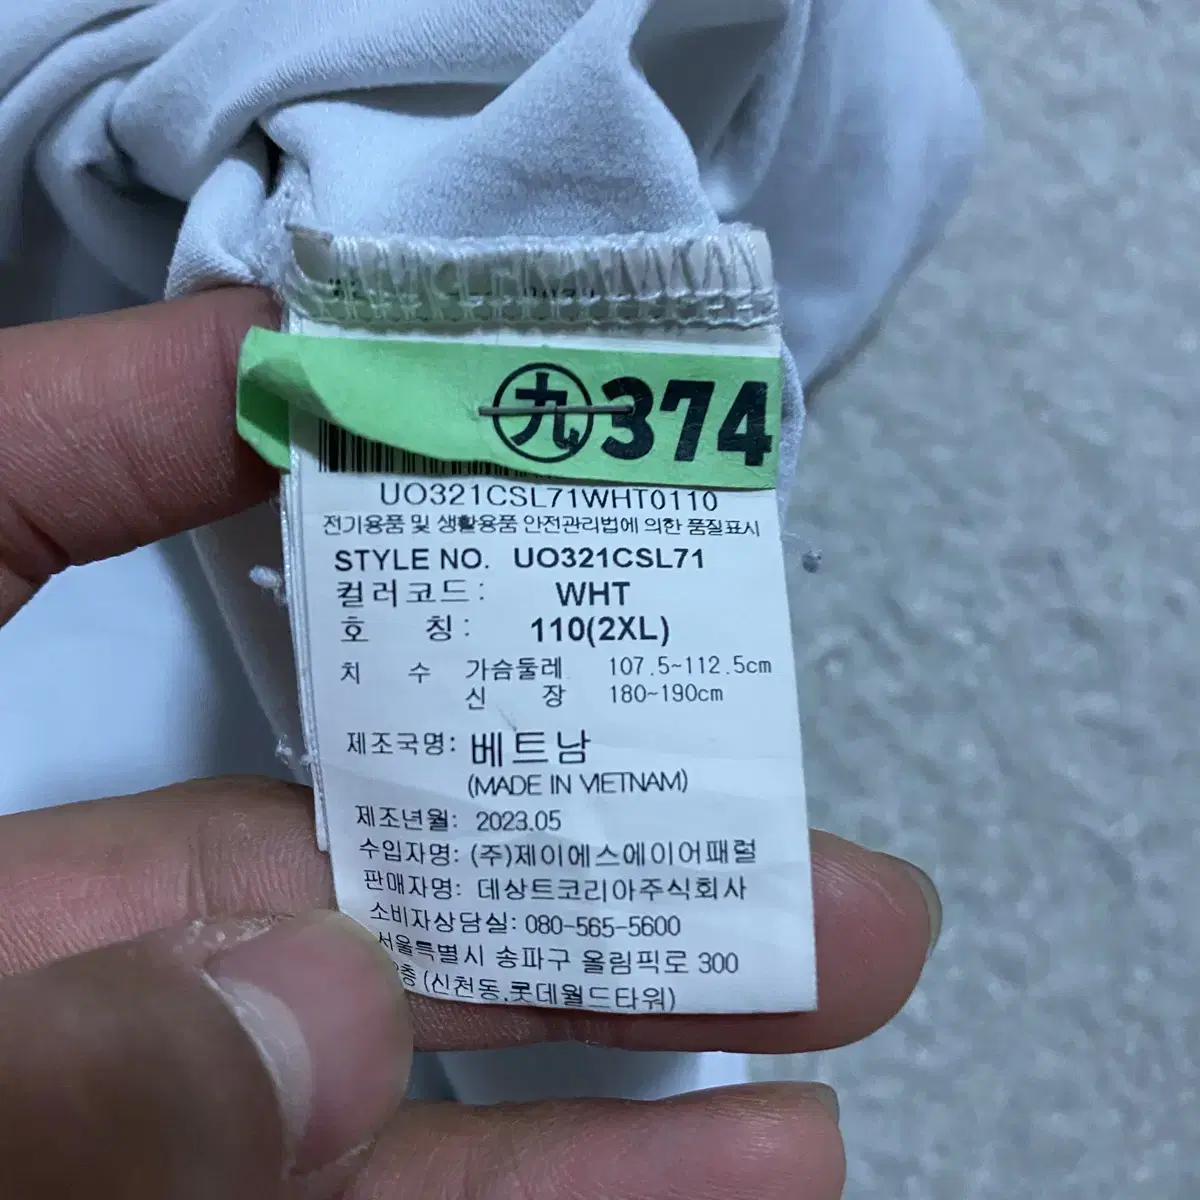 九 374
UO321CSL71WHT0110
전기용품 및 생활용품 안전관리법에 의한 품질표시
STYLE NO. UO321CSL71
컬러코드: WHT
호 칭: 110(2XL)
치 수 가슴둘레 107.5~112.5cm
신 장 180~190cm
제조국명: 베트남
(MADE IN VIETNAM)
제조년월: 2023.05
수입자명: (주)제이에스에이어패럴
판매자명: 데상트코리아주식회사
소비자상담실: 080-565-5600
서울특별시 송파구 올림픽로 300
층 (신천동,롯데월드타워)